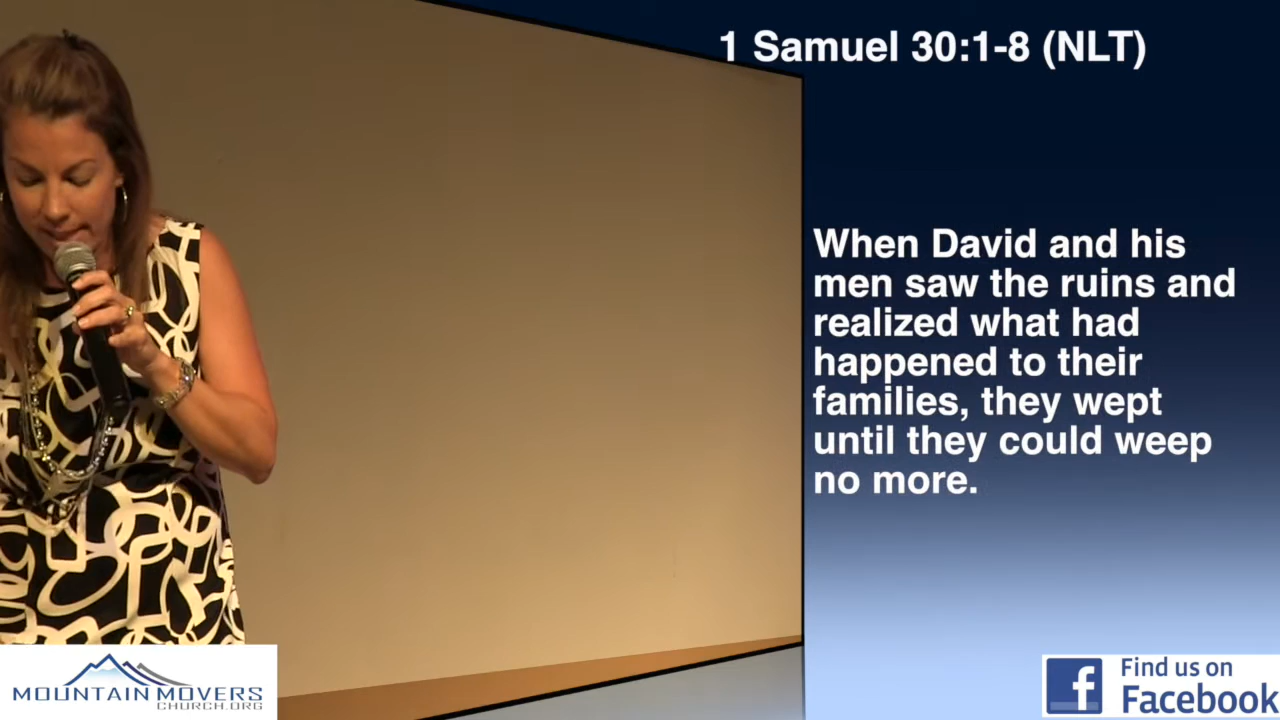 1 Samuel 30:1-8 (NLT)
When David and his
men saw the ruins and
realized what had
happened to their
families, they wept
until they could weep
no more.
MOUNTAIN MOVERS
CHURCH.ORG
f
Find us on
Facebook